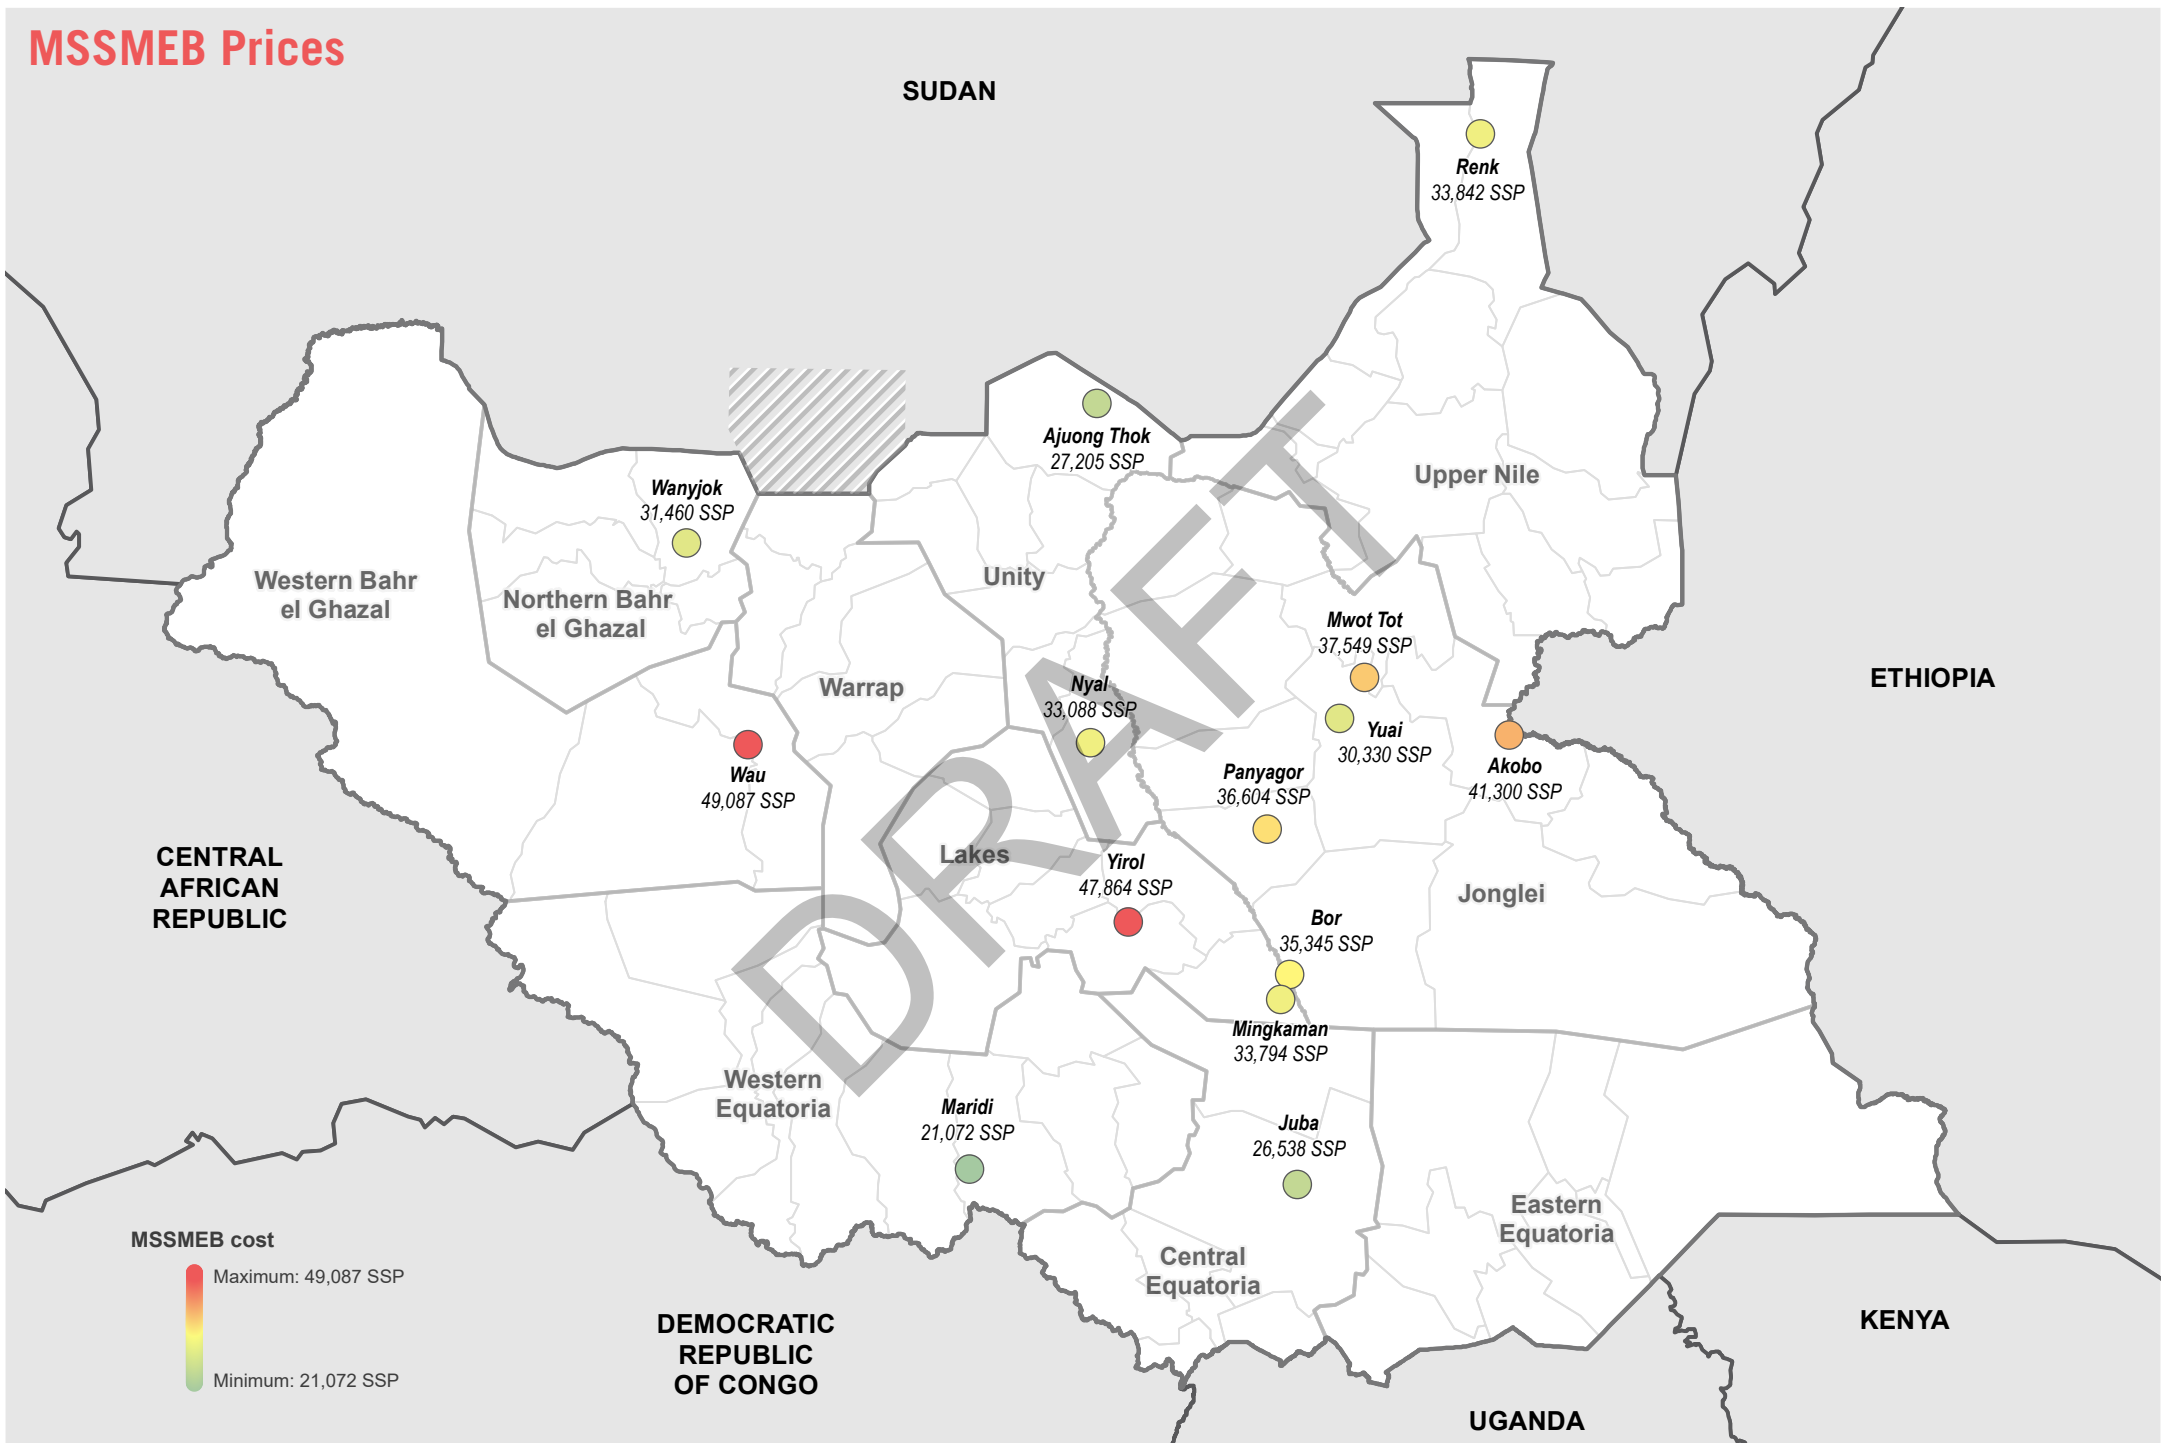 MSSMEB Prices
SUDAN
Renk
33,842 SSP
Ajuong Thok
27,205 SSP
Upper Nile
Wanyjok
31,460 SSP
Western Bahr
el Ghazal
Northern Bahr
el Ghazal
Unity
Mwot Tot
37,549 SSP
ETHIOPIA
Warrap
Nyal
33,088 SSP
Yuai
30,330 SSP
Akobo
41,300 SSP
Wau
49,087 SSP
Panyagor
36,604 SSP
CENTRAL
AFRICAN
REPUBLIC
Lakes
Yirol
47,864 SSP
Jonglei
Bor
35,345 SSP
DRAFT
Mingkaman
33,794 SSP
Western
Equatoria
Maridi
21,072 SSP
Juba
26,538 SSP
Eastern
Equatoria
Central
Equatoria
MSSMEB cost
Maximum: 49,087 SSP
Minimum: 21,072 SSP
DEMOCRATIC
REPUBLIC
OF CONGO
KENYA
UGANDA